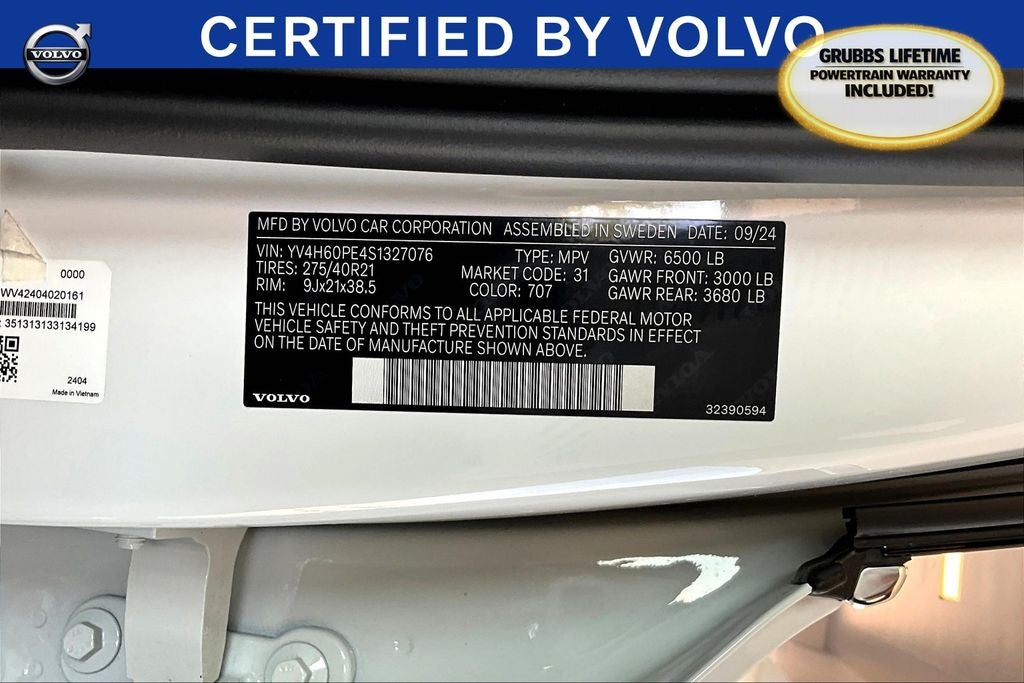 CERTIFIED BY VOLVO
VOLVO
GRUBBS LIFETIME
POWERTRAIN WARRANTY
INCLUDED!
MFD BY VOLVO CAR CORPORATION ASSEMBLED IN SWEDEN DATE: 09/24
VIN: YV4H60PE4S1327076 TYPE: MPV GVWR: 6500 LB
TIRES: 275/40R21 MARKET CODE: 31 GAWR FRONT: 3000 LB
RIM: 9Jx21x38.5 COLOR: 707 GAWR REAR: 3680 LB
THIS VEHICLE CONFORMS TO ALL APPLICABLE FEDERAL MOTOR
VEHICLE SAFETY AND THEFT PREVENTION STANDARDS IN EFFECT
ON THE DATE OF MANUFACTURE SHOWN ABOVE.
VOLVO
32390594
0000
WV42404020161
: 351313133134199
2404
Made in Vietnam